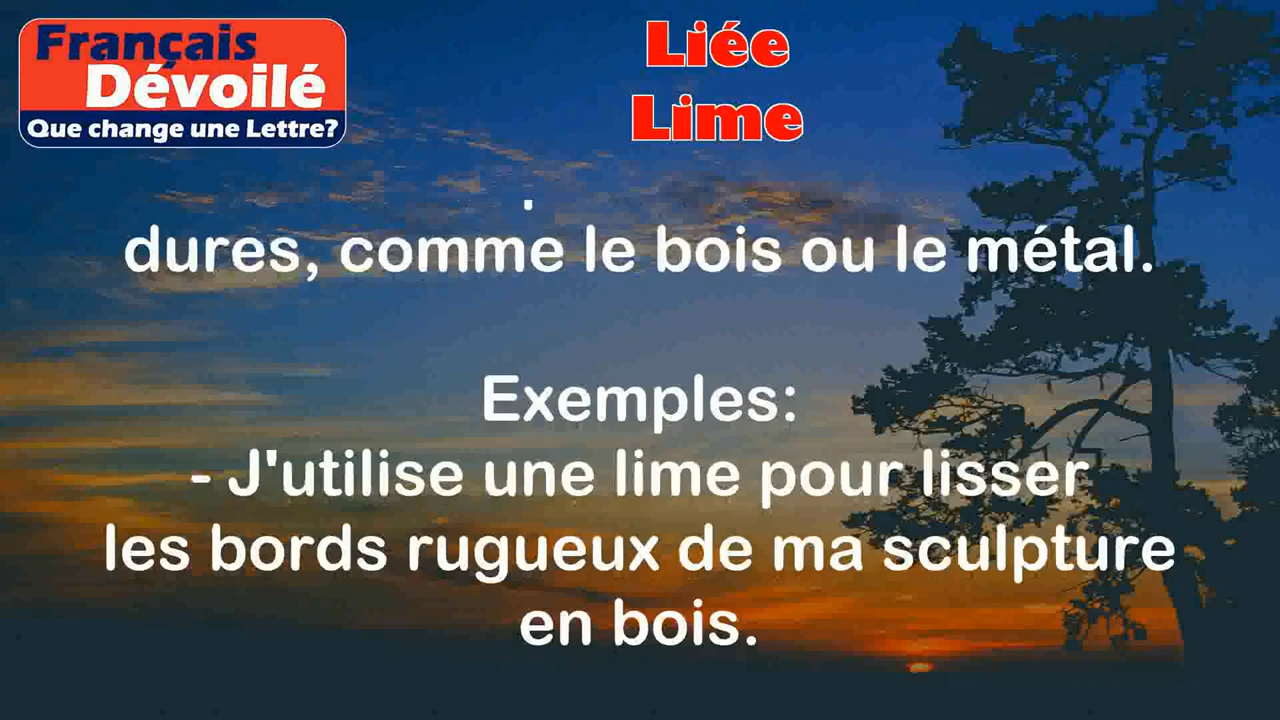 Français
Dévoilé
Que change une Lettre?
Liée
Lime
dures, comme le bois ou le métal.
Exemples:
- J'utilise une lime pour lisser
les bords rugueux de ma sculpture
en bois.